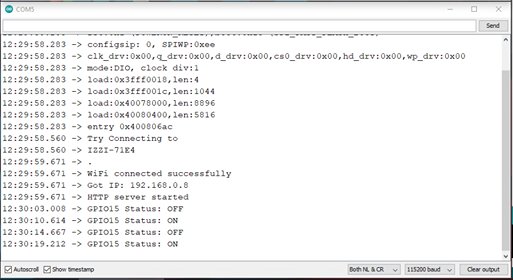 COM5
Send
12:29:58.283 -> configsip: 0, SPIWP:0xee
12:29:58.283 -> clk_drv:0x00,q_drv:0x00,d_drv:0x00,cs0_drv:0x00,hd_drv:0x00,wp_drv:0x00
12:29:58.283 -> mode:DIO, clock div:1
12:29:58.283 -> load:0x3fff0018,len:4
12:29:58.283 -> load:0x3fff001c,len:1044
12:29:58.283 -> load:0x40078000,len:8896
12:29:58.283 -> load:0x40080400,len:5816
12:29:58.283 -> entry 0x400806ac
12:29:58.560 -> Try Connecting to
12:29:58.560 -> IZZI-71E4
12:29:59.671 -> .
12:29:59.671 -> WiFi connected successfully
12:29:59.671 -> Got IP: 192.168.0.8
12:29:59.671 -> HTTP server started
12:30:03.008 -> GPIO15 Status: OFF
12:30:10.614 -> GPIO15 Status: ON
12:30:14.667 -> GPIO15 Status: OFF
12:30:19.212 -> GPIO15 Status: ON
Autoscroll Show timestamp Both NL & CR 115200 baud Clear output